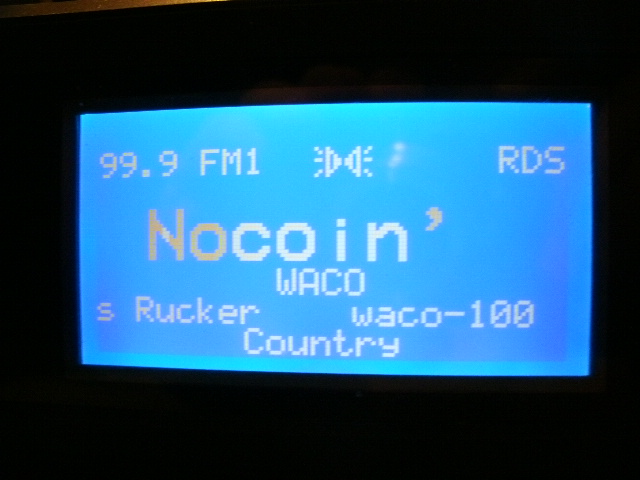 99.9 FM1 RDS
Nocoin’
WACO
s Rucker waco-100
Country